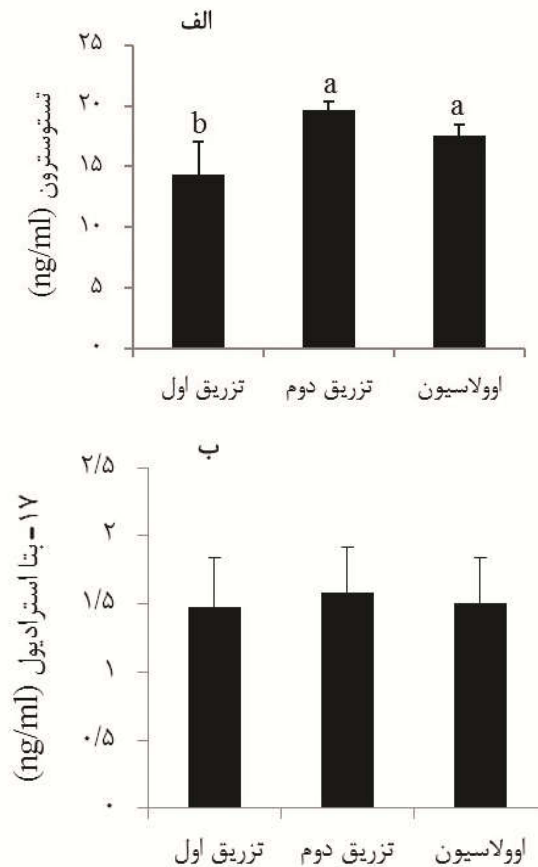 الف
تستوسترون (ng/ml)
۲۵
۲۰
۱۵
۱۰
۵
۰
b
a
a
تزریق اول
تزریق دوم
اوولاسیون
ب
۱۷-بتا استرادیول (ng/ml)
۲/۵
۲
۱/۵
۱
۰/۵
۰
تزریق اول
تزریق دوم
اوولاسیون